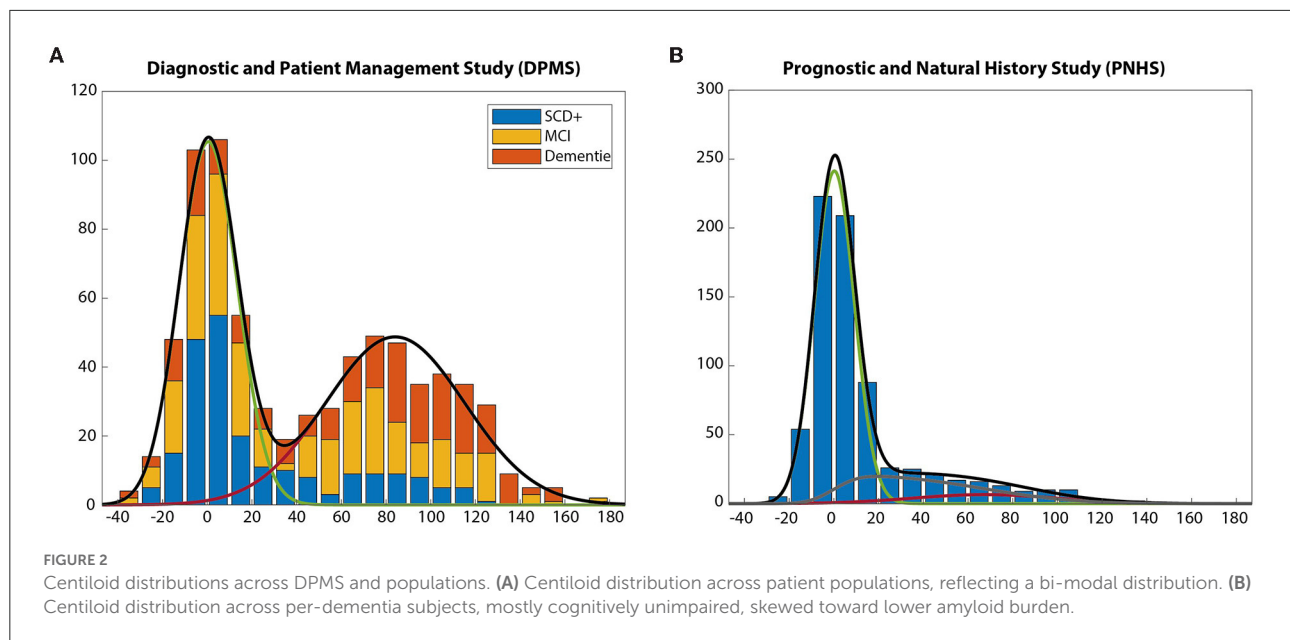 A
Diagnostic and Patient Management Study (DPMS)
120
100
80
60
40
20
0
-40 -20 0 20 40 60 80 100 120 140 160 180
SCD+
MCI
Dementie
B
Prognostic and Natural History Study (PNHS)
300
250
200
150
100
50
0
-40 -20 0 20 40 60 80 100 120 140 160 180
FIGURE 2
Centiloid distributions across DPMS and populations. (A) Centiloid distribution across patient populations, reflecting a bi-modal distribution. (B)
Centiloid distribution across per-dementia subjects, mostly cognitively unimpaired, skewed toward lower amyloid burden.